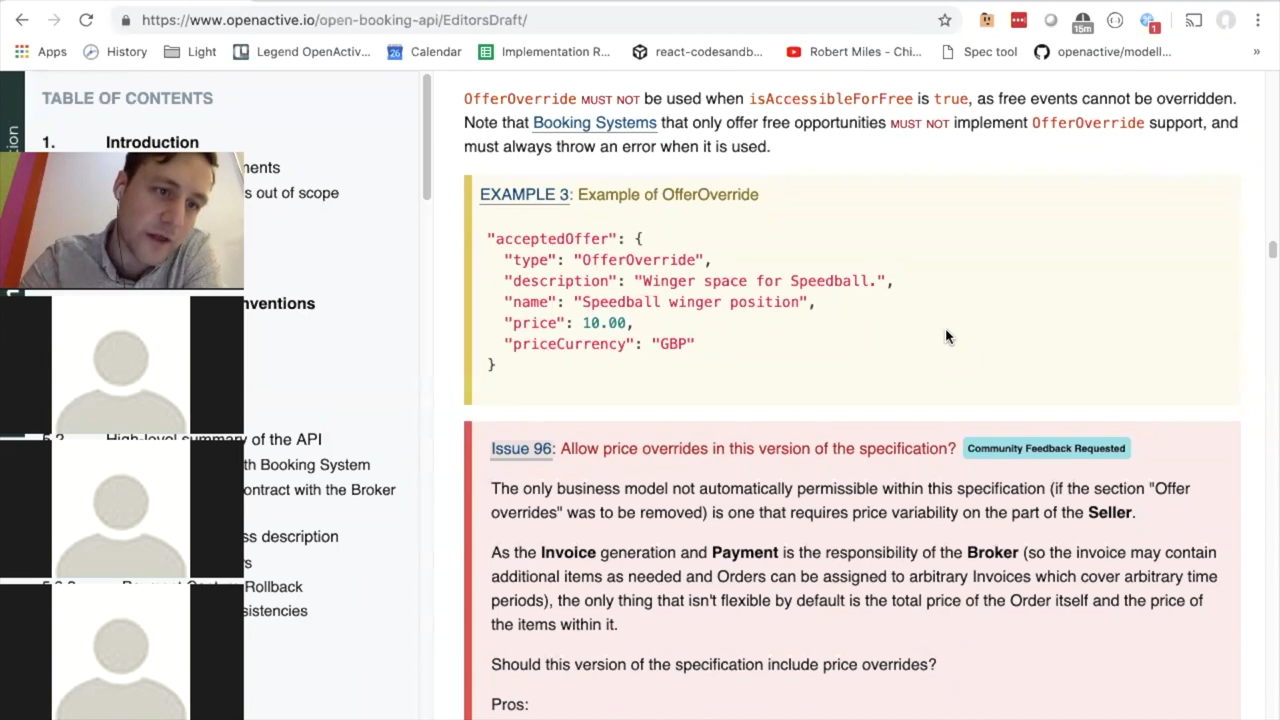 https://www.openactive.io/open-booking-api/EditorsDraft/
15m
1
Apps
History
Light
Legend OpenActiv...
26
Calendar
Implementation R...
react-codesandb...
Robert Miles - Chi...
Spec tool
openactive/modell...
»
TABLE OF CONTENTS
1. Introduction
ments
s out of scope
nventions
5.2 High-level summary of the API
th Booking System
ontract with the Broker
ss description
rs
Rollback
sistencies
OfferOverride MUST NOT be used when isAccessibleForFree is true, as free events cannot be overridden.
Note that Booking Systems that only offer free opportunities MUST NOT implement OfferOverride support, and
must always throw an error when it is used.
EXAMPLE 3: Example of OfferOverride
"acceptedOffer": {
"type": "OfferOverride",
"description": "Winger space for Speedball.",
"name": "Speedball winger position",
"price": 10.00,
"priceCurrency": "GBP"
}
Issue 96: Allow price overrides in this version of the specification? Community Feedback Requested
The only business model not automatically permissible within this specification (if the section "Offer
overrides" was to be removed) is one that requires price variability on the part of the Seller.
As the Invoice generation and Payment is the responsibility of the Broker (so the invoice may contain
additional items as needed and Orders can be assigned to arbitrary Invoices which cover arbitrary time
periods), the only thing that isn't flexible by default is the total price of the Order itself and the price of
the items within it.
Should this version of the specification include price overrides?
Pros: